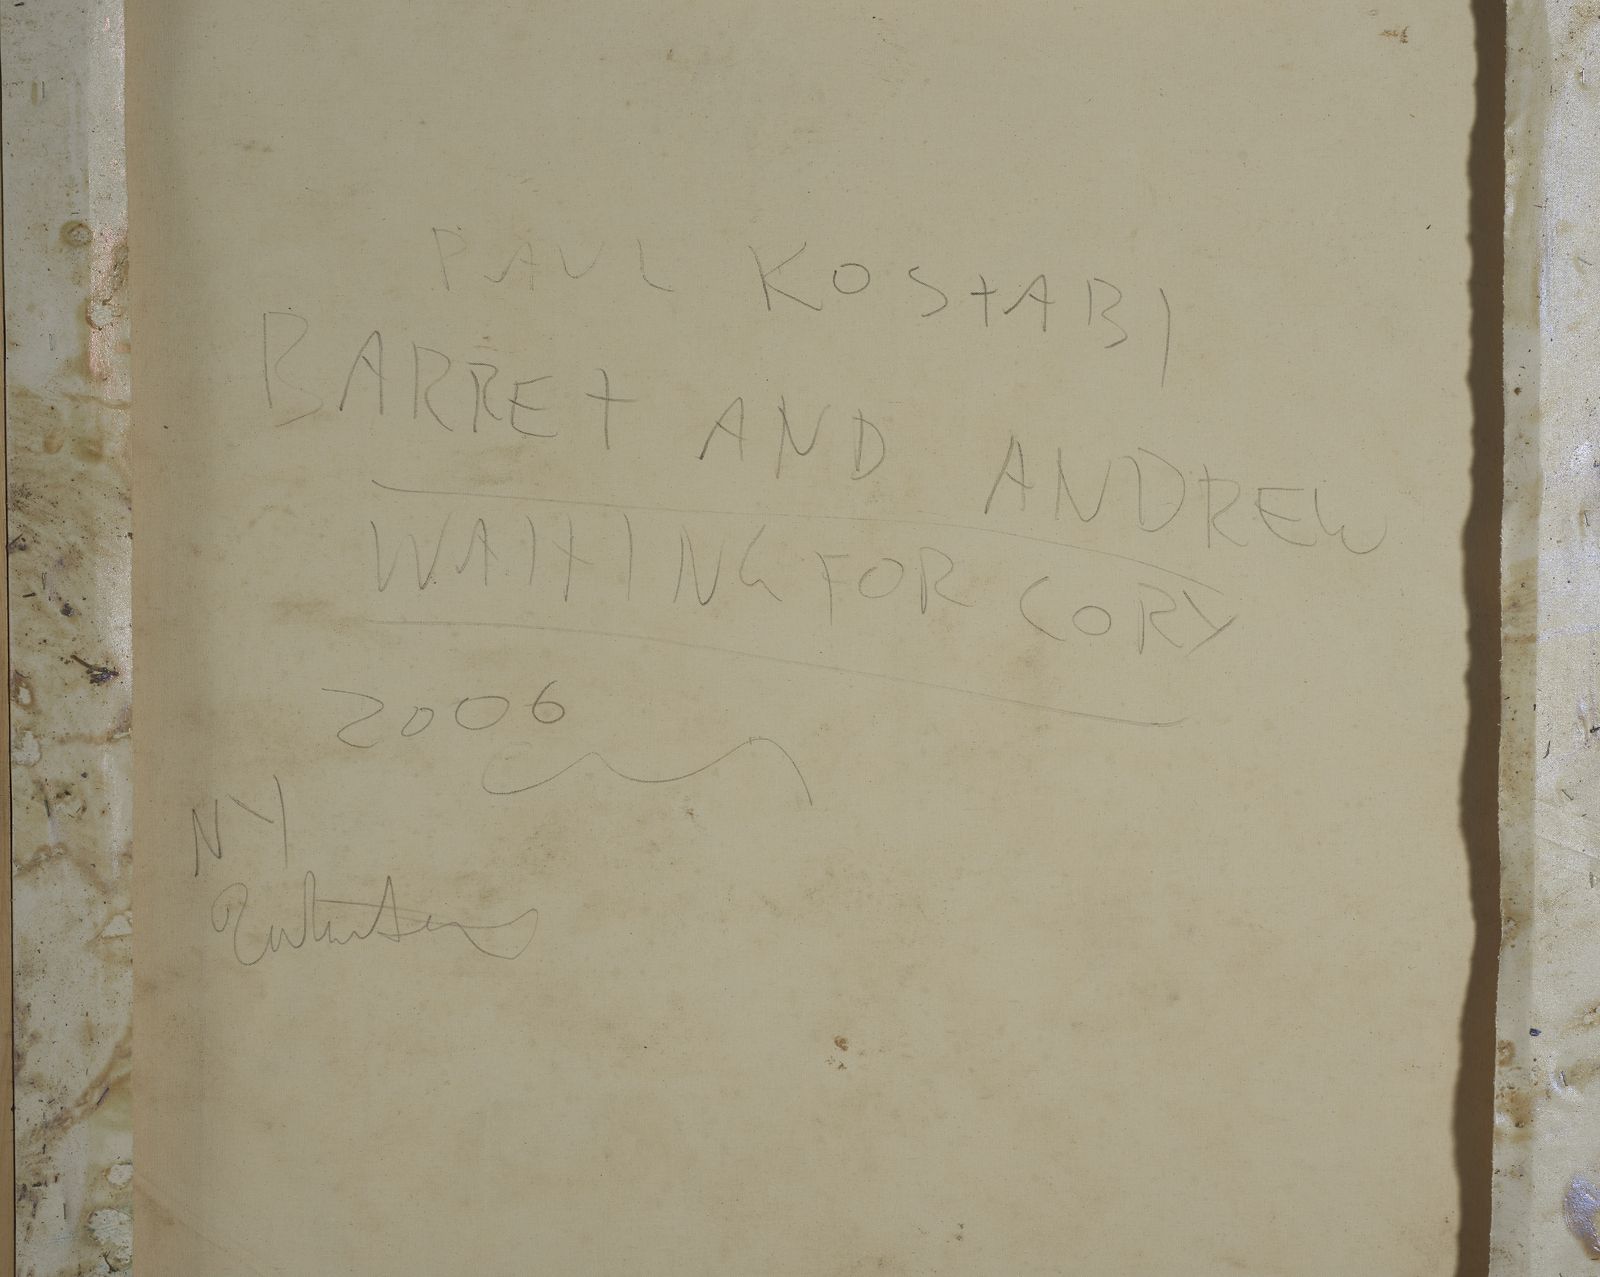 PAUL KOSTABI
BARRET AND ANDREW
WAITING FOR CORY
2006
NY